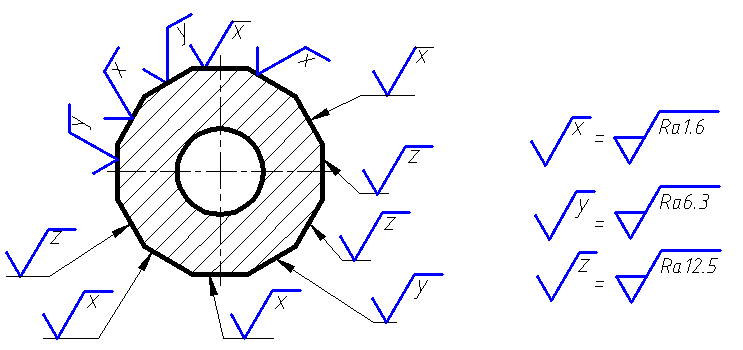 y
x
x
x
x
y
z
z
z
y
x
x
x = Ra1.6
y = Ra6.3
z = Ra12.5